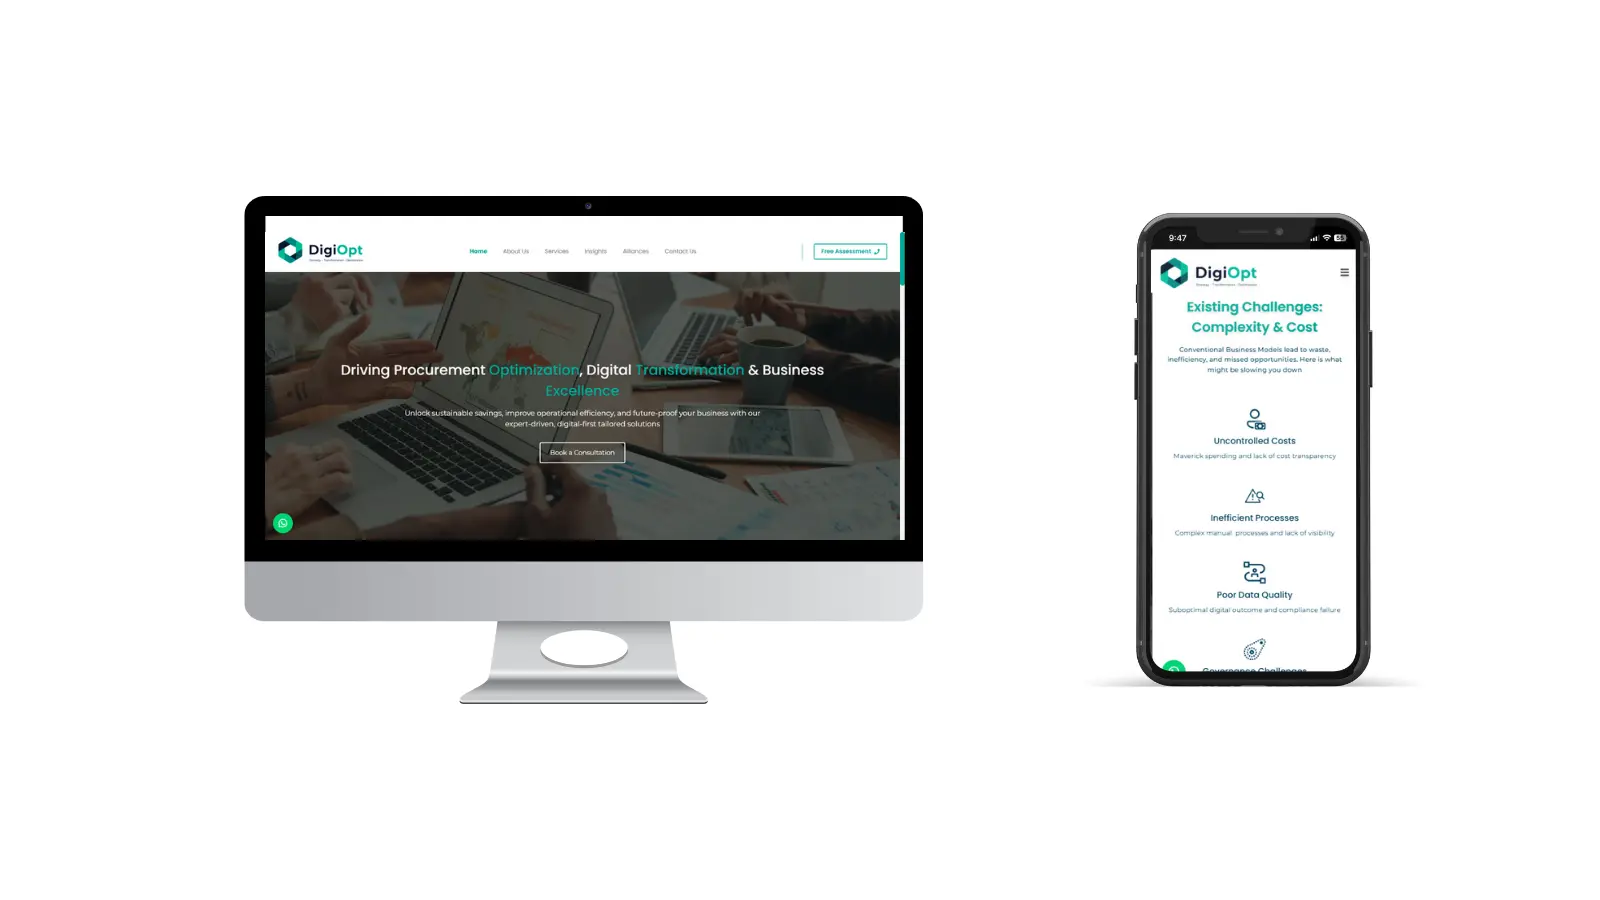 DigiOpt
Home About Us Services Insights Alliances Contact Us
Free Assessment
Driving Procurement Optimization, Digital Transformation & Business
Excellence
Unlock sustainable savings, improve operational efficiency, and future-proof your business with our
expert-driven, digital-first tailored solutions
Book a Consultation
9:47
DigiOpt
Existing Challenges:
Complexity & Cost
Conventional Business Models lead to waste,
inefficiency, and missed opportunities. Here is what
might be slowing you down
Uncontrolled Costs
Maverick spending and lack of cost transparency
Inefficient Processes
Complex manual processes and lack of visibility
Poor Data Quality
Suboptimal digital outcome and compliance failure
Governance Challenges